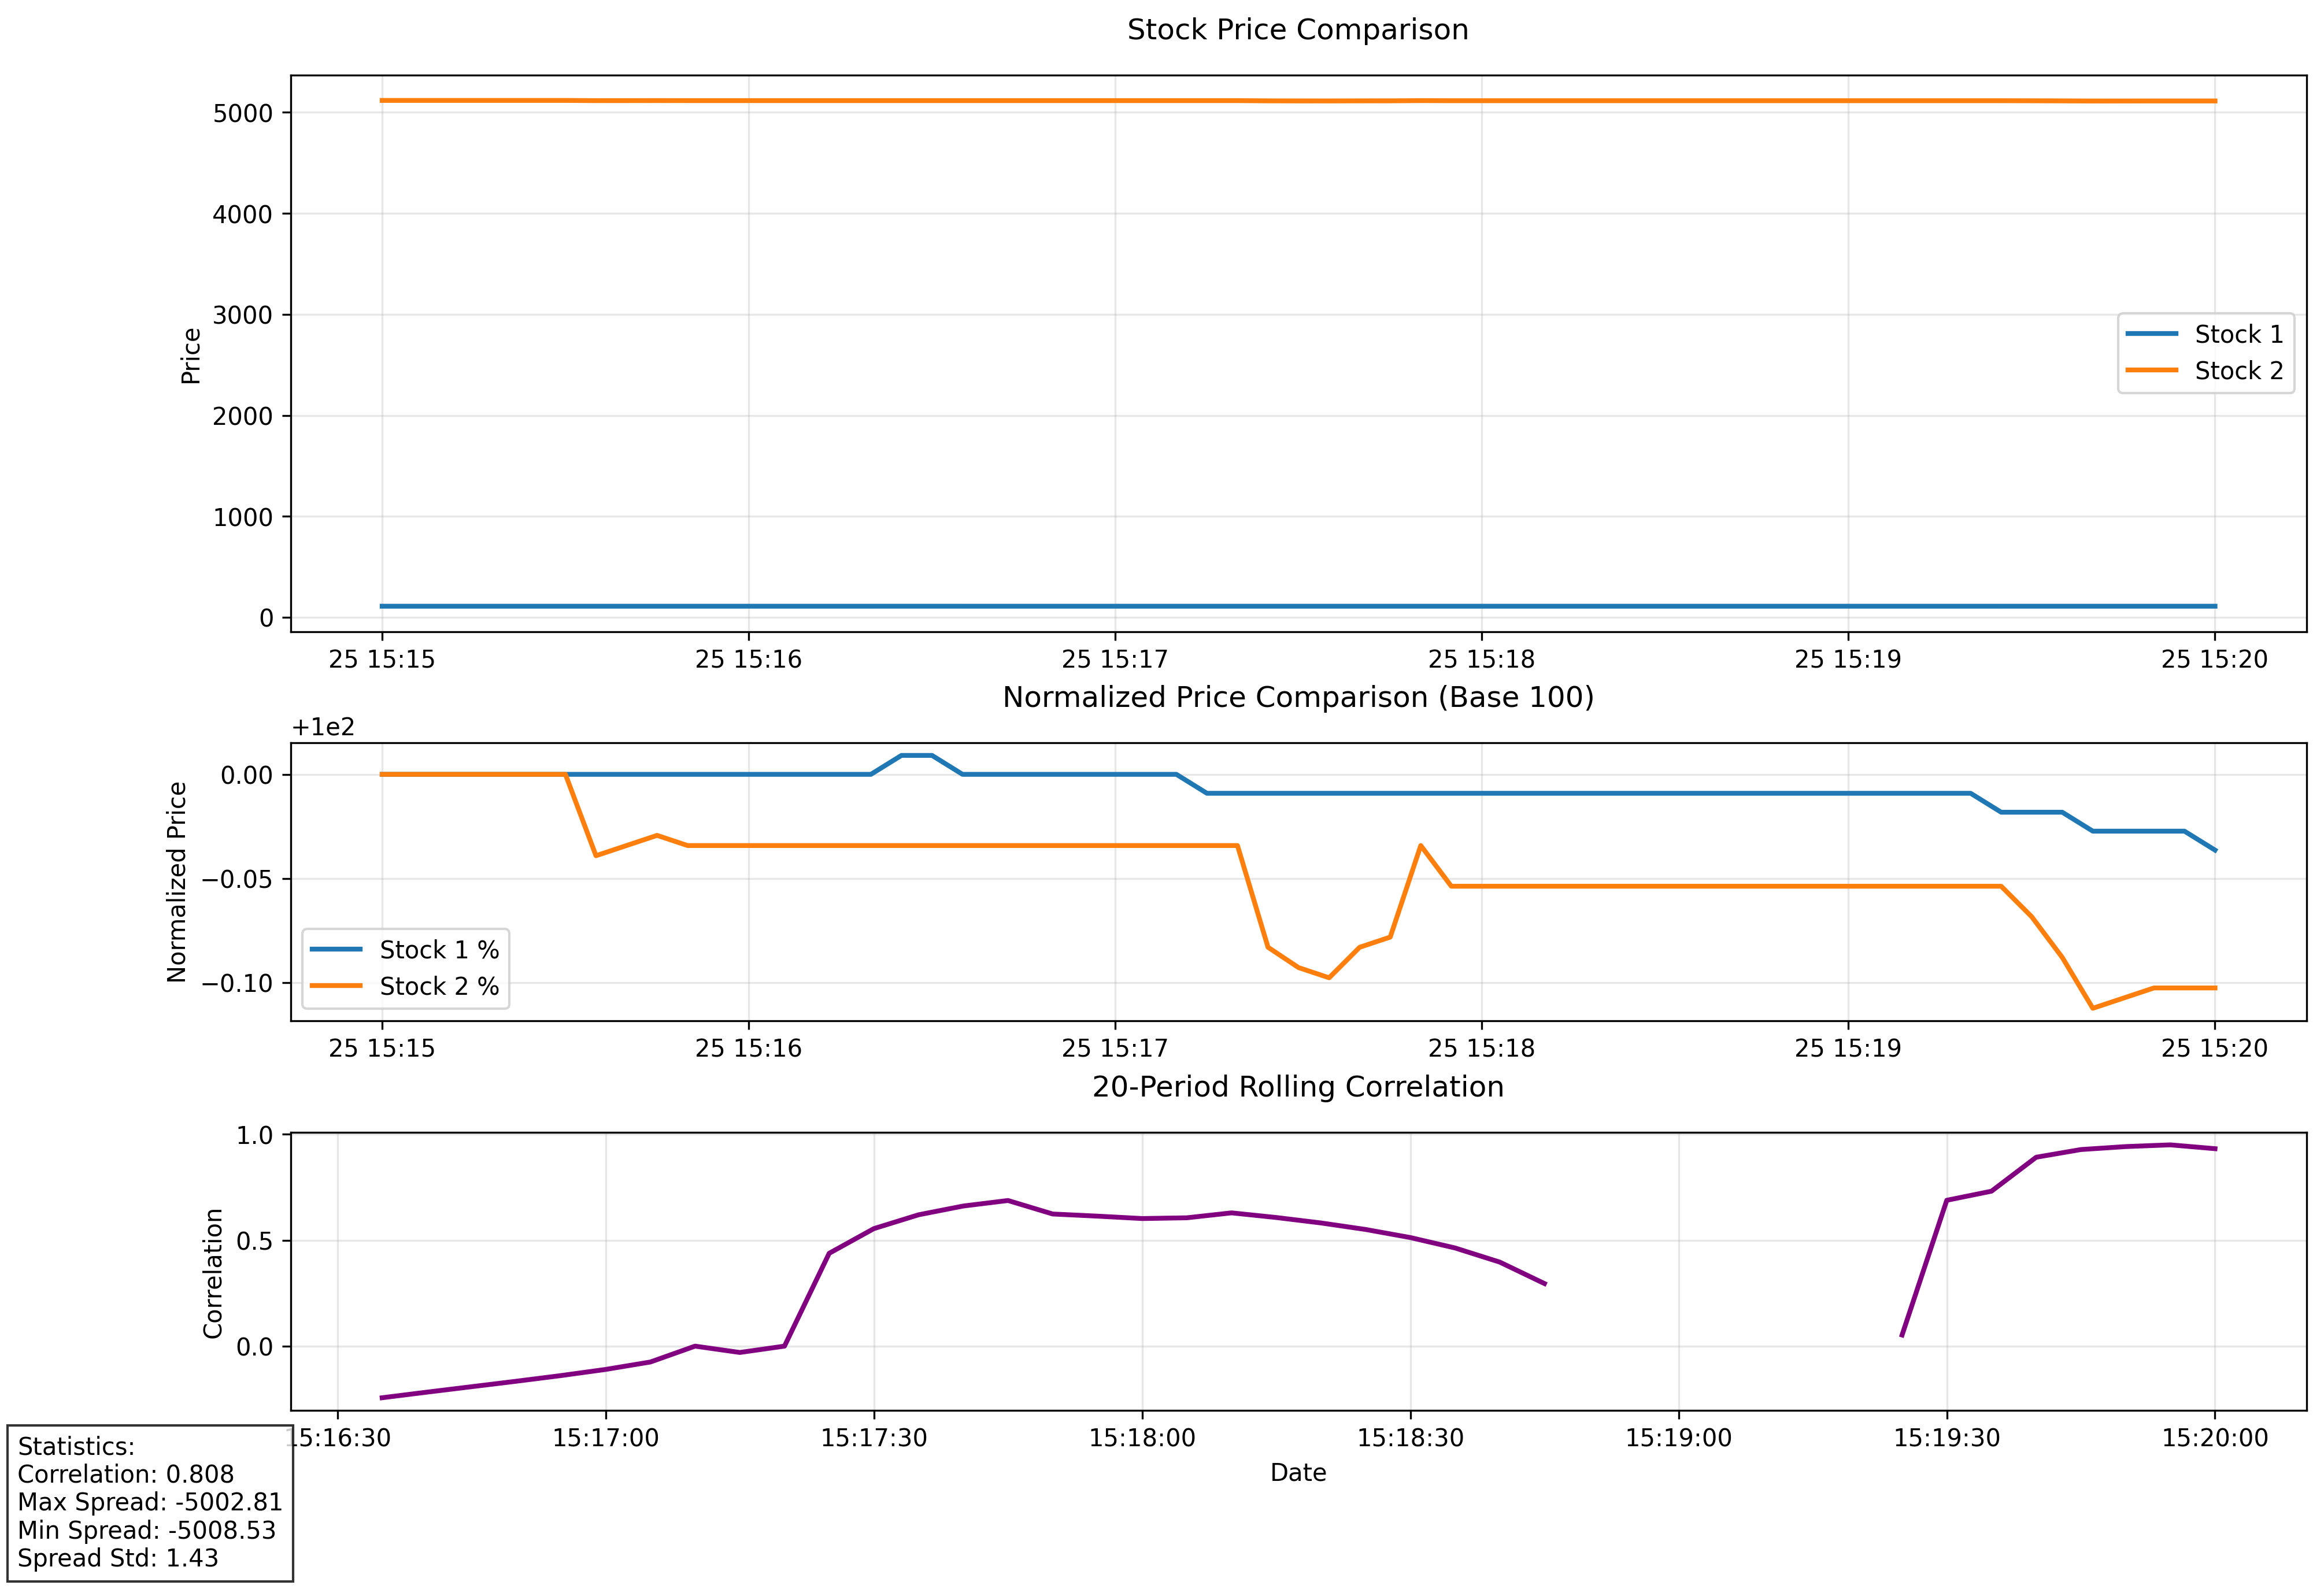 Stock Price Comparison
Price
5000
4000
3000
2000
1000
0
Stock 1
Stock 2
25 15:15
25 15:16
25 15:17
25 15:18
25 15:19
25 15:20
Normalized Price Comparison (Base 100)
+1e2
Normalized Price
0.00
−0.05
−0.10
Stock 1 %
Stock 2 %
25 15:15
25 15:16
25 15:17
25 15:18
25 15:19
25 15:20
20-Period Rolling Correlation
Correlation
1.0
0.5
0.0
15:16:30
15:17:00
15:17:30
15:18:00
15:18:30
15:19:00
15:19:30
15:20:00
Date
Statistics:
Correlation: 0.808
Max Spread: -5002.81
Min Spread: -5008.53
Spread Std: 1.43